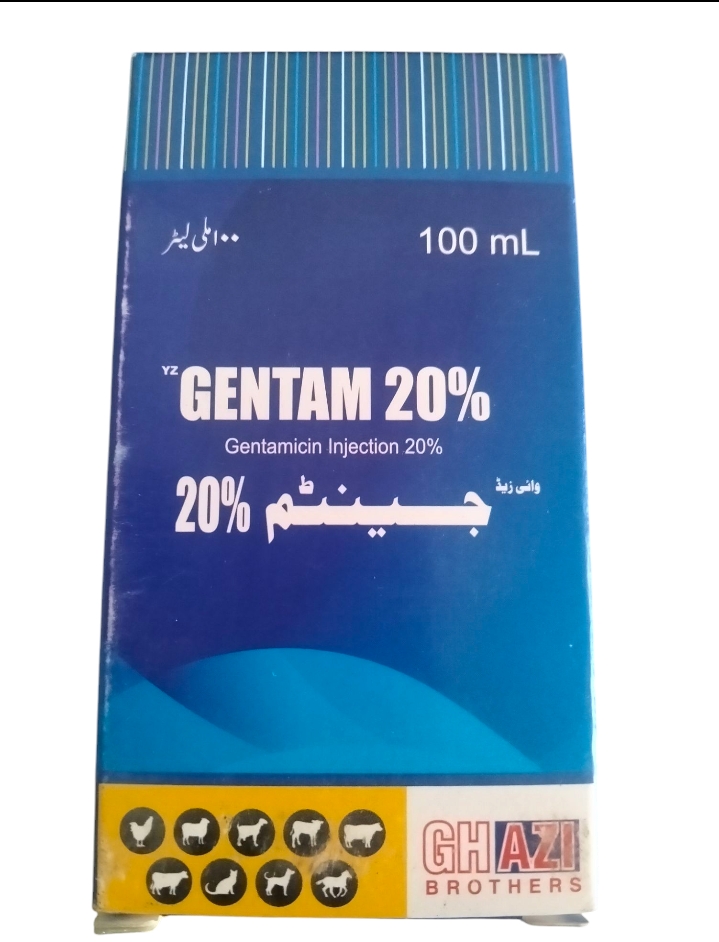 ۱۰۰ ملی لیٹر
100 mL
YZ GENTAM 20%
Gentamicin Injection 20%
وائی زیڈ جینٹم 20%
GHAZI
BROTHERS